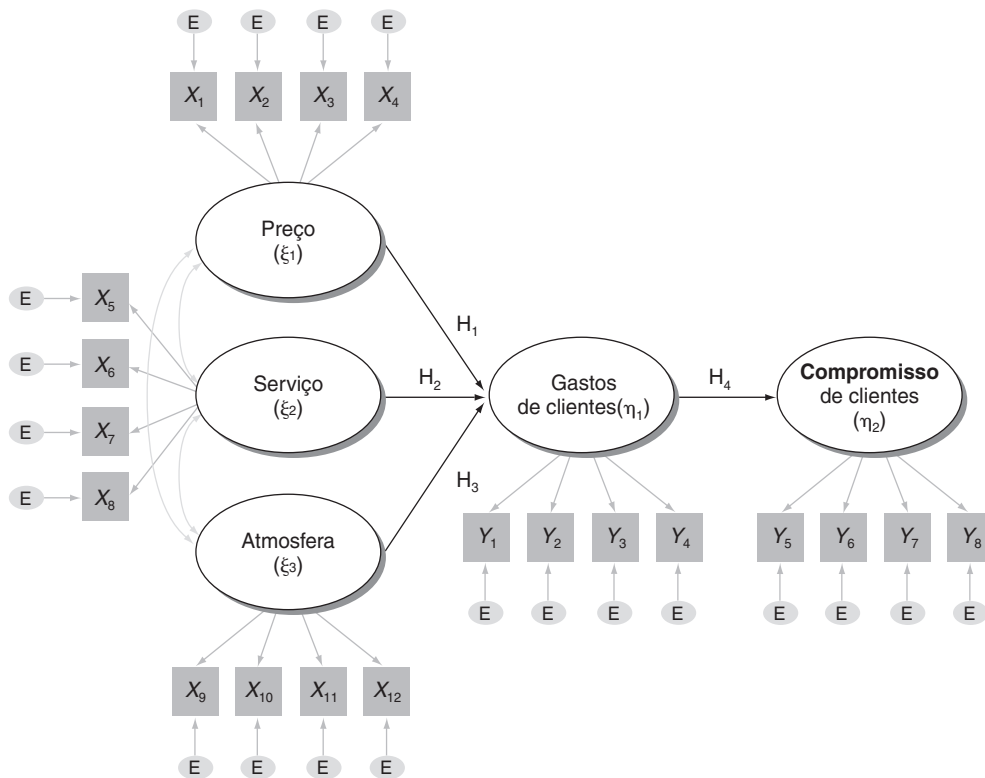 E E E E
X1 X2 X3 X4
Preço
(ξ1)
E X5
E X6
E X7
E X8
Serviço
(ξ2)
Atmosfera
(ξ3)
H1
H2
H3
Gastos
de clientes(η1)
H4
Compromisso
de clientes
(η2)
Y1 Y2 Y3 Y4
E E E E
Y5 Y6 Y7 Y8
E E E E
X9 X10 X11 X12
E E E E